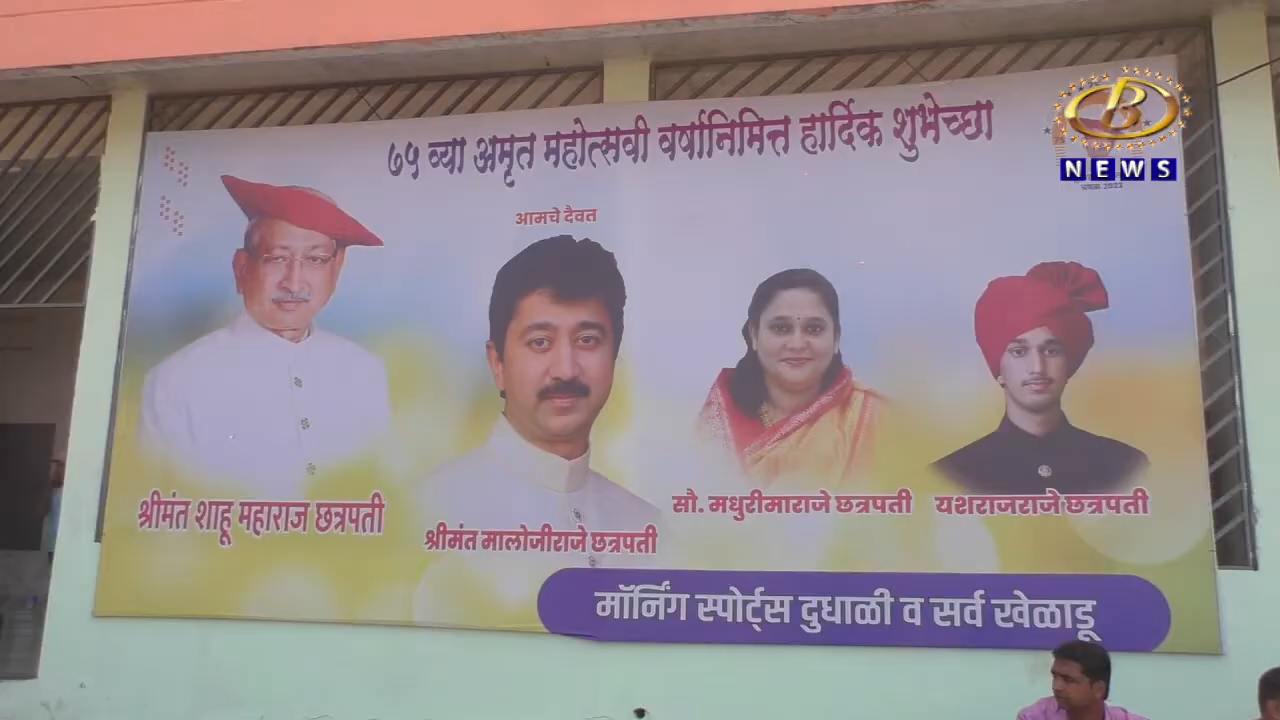 ७५ व्या अमृत महोत्सवी वर्षानिमित्त हार्दिक शुभेच्छा
B
NEWS
आमचे दैवत
श्रीमंत शाहू महाराज छत्रपती
श्रीमंत मालोजीराजे छत्रपती
सौ. मधुरीमाराजे छत्रपती
यशराजराजे छत्रपती
मॉर्निंग स्पोर्ट्स दुधाळी व सर्व खेळाडू